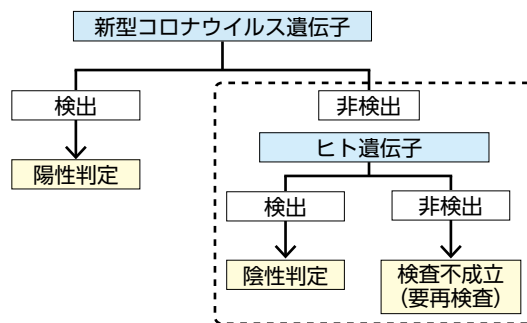 新型コロナウイルス遺伝子
検出
非検出
陽性判定
ヒト遺伝子
検出
非検出
陰性判定
検査不成立
(要再検査)